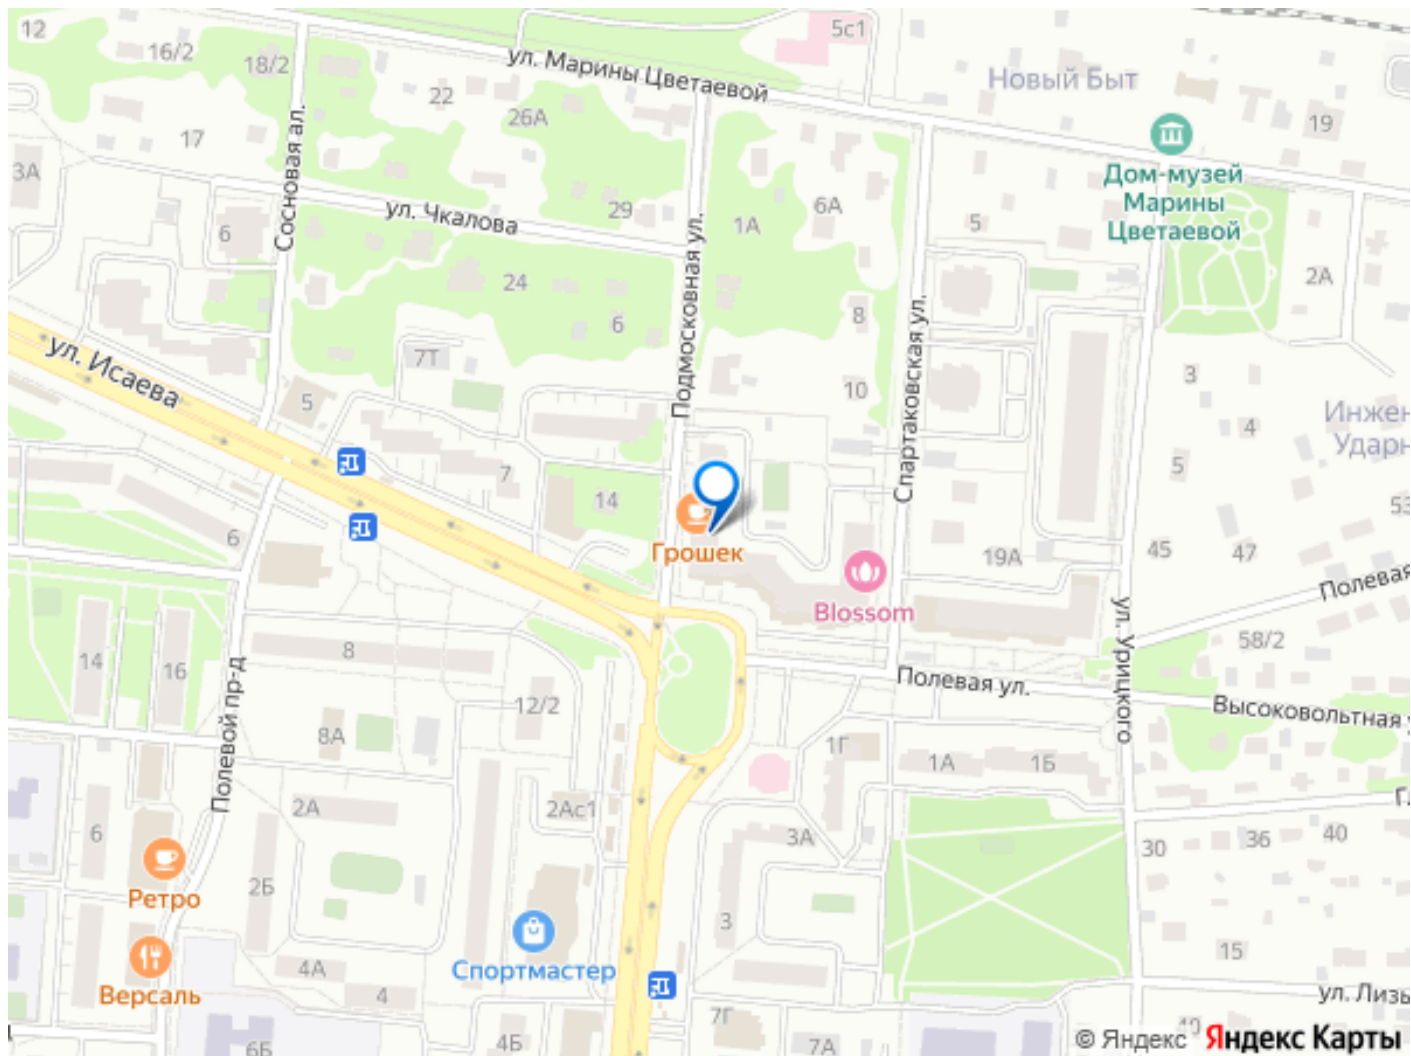 12
16/2
18/2
5с1
ул. Марины Цветаевой
Новый Быт
22
26А
19
17
3А
Сосновая ал.
Дом-музей
Марины
Цветаевой
ул. Чкалова
29
1А
6А
5
6
Подмосковная ул.
24
6
8
2А
Спартаковская ул.
ул. Исаева
7Т
5
10
3
4
Инжен
Ударн
7
14
5
53
6
Грошек
19А
45
47
Полевая
Blossom
ул. Урицкого
14
16
8
58/2
Полевой пр-д
12/2
Полевая ул.
Высоковольтная у
8А
1Г
1А
1Б
2А
2Ас1
3А
6
30
36
40
Ретро
2Б
3
15
Спортмастер
4А
4
Версаль
ул. Лизы
7Г
6Б
4Б
7А
© Яндекс Яндекс Карты